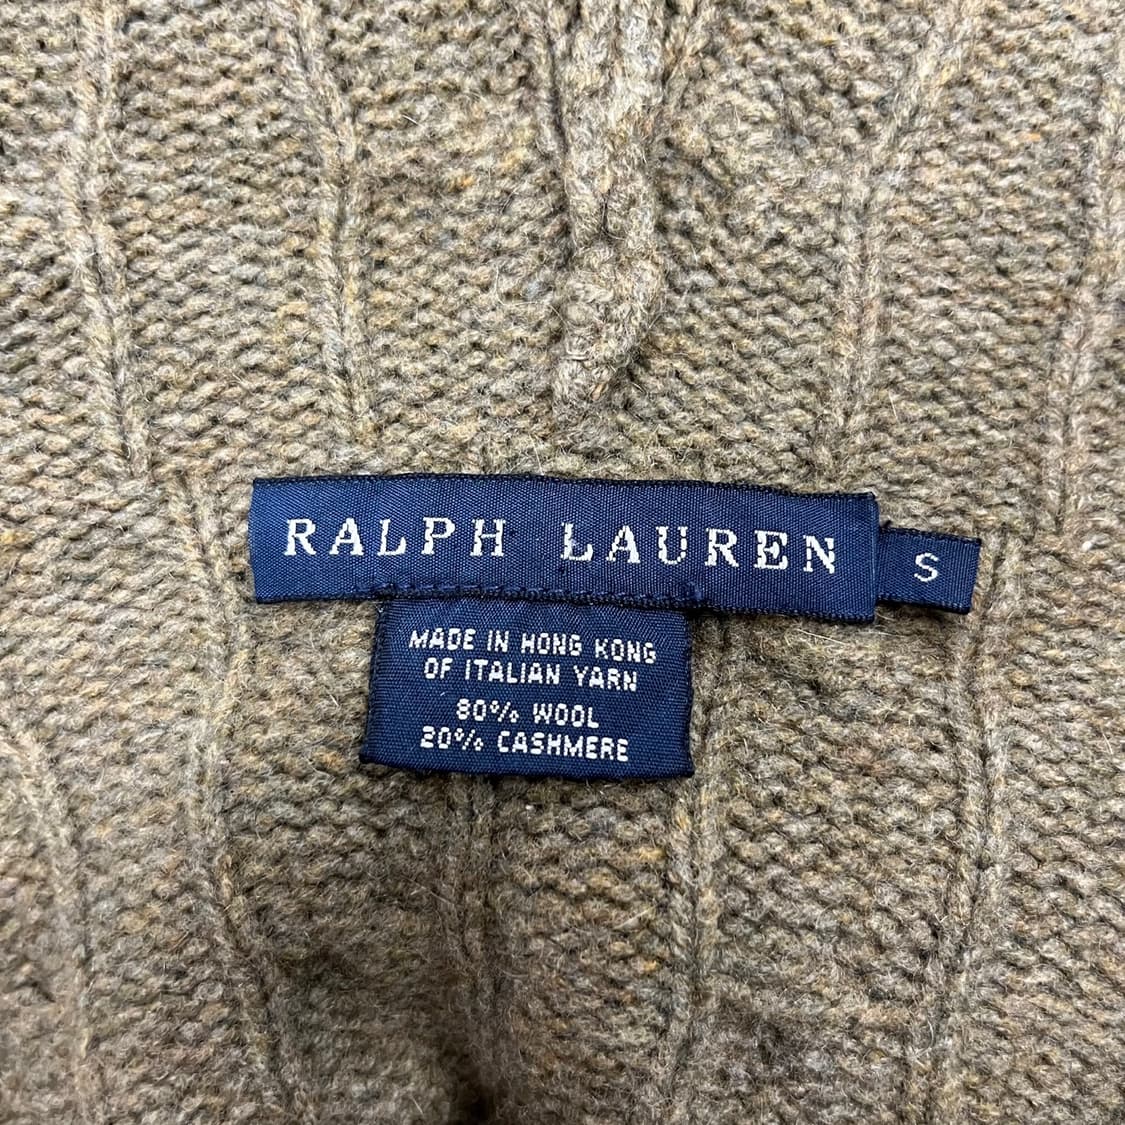 RALPH LAUREN
S
MADE IN HONG KONG
OF ITALIAN YARN
80% WOOL
20% CASHMERE